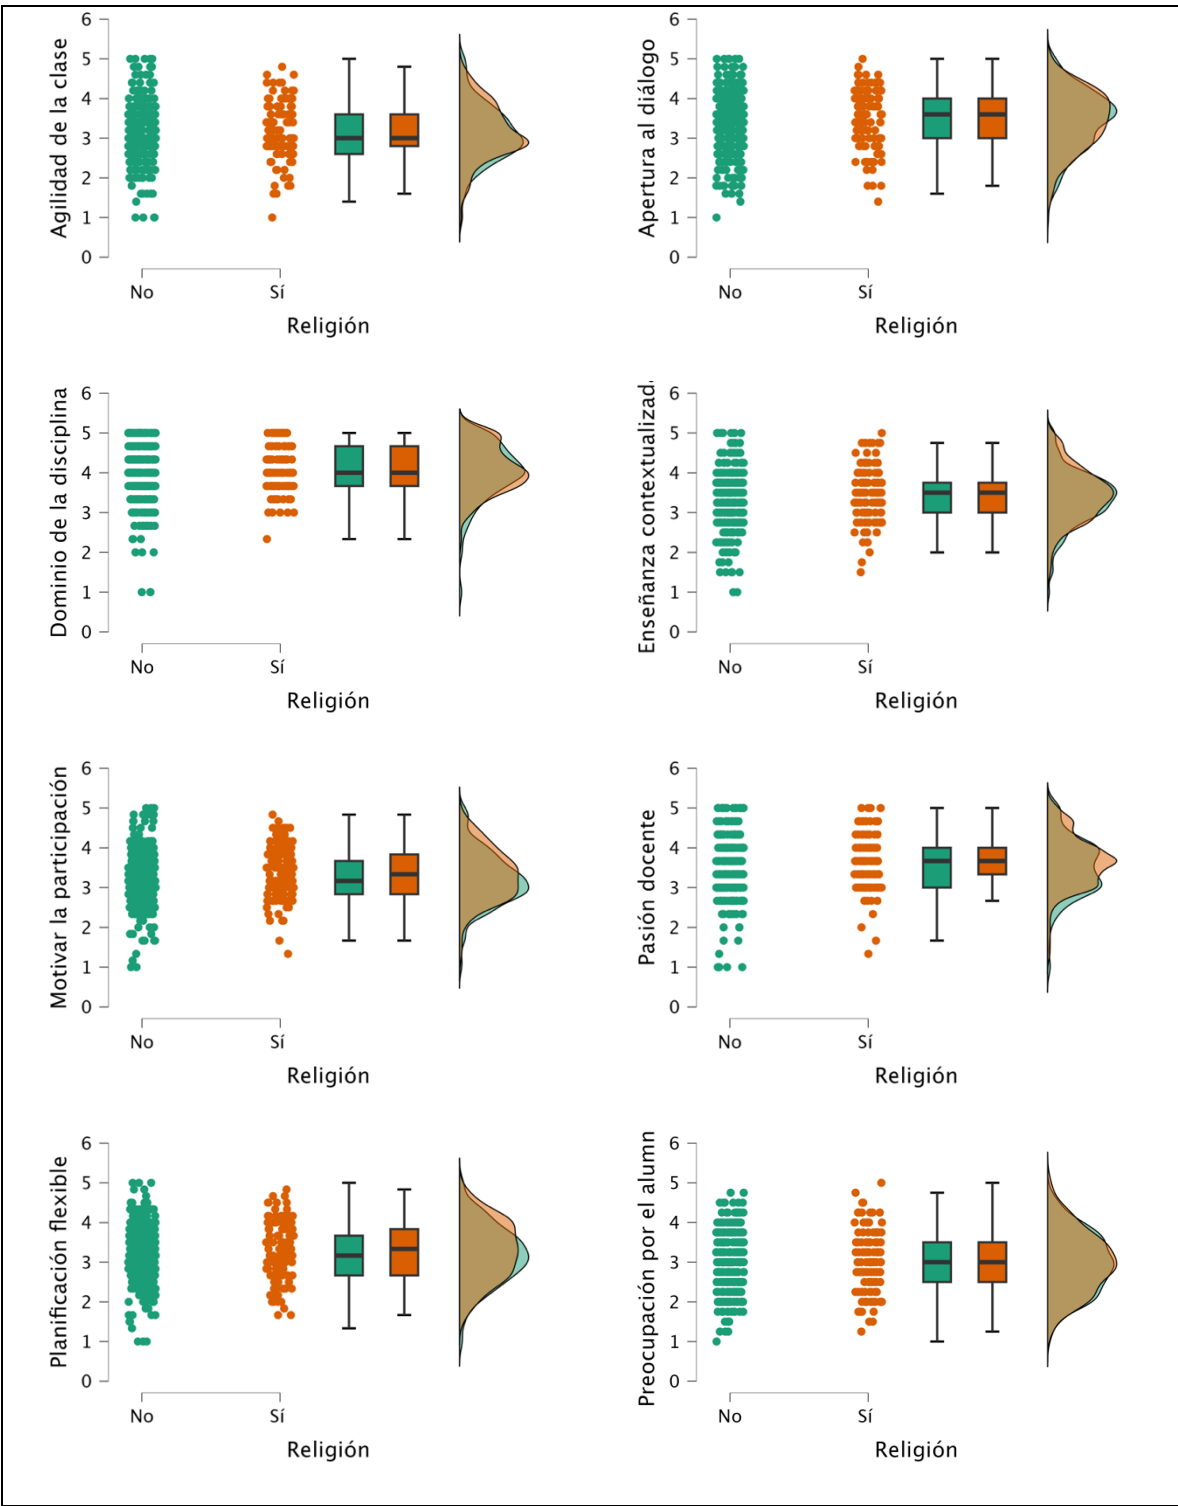 Agilidad de la clase
6
5
4
3
2
1
0
No
Sí
Religión
Apertura al diálogo
6
5
4
3
2
1
0
No
Sí
Religión
Dominio de la disciplina
6
5
4
3
2
1
0
No
Sí
Religión
Enseñanza contextualizad
6
5
4
3
2
1
0
No
Sí
Religión
Motivar la participación
6
5
4
3
2
1
0
No
Sí
Religión
Pasión docente
6
5
4
3
2
1
0
No
Sí
Religión
Planificación flexible
6
5
4
3
2
1
0
No
Sí
Religión
Preocupación por el alumn
6
5
4
3
2
1
0
No
Sí
Religión